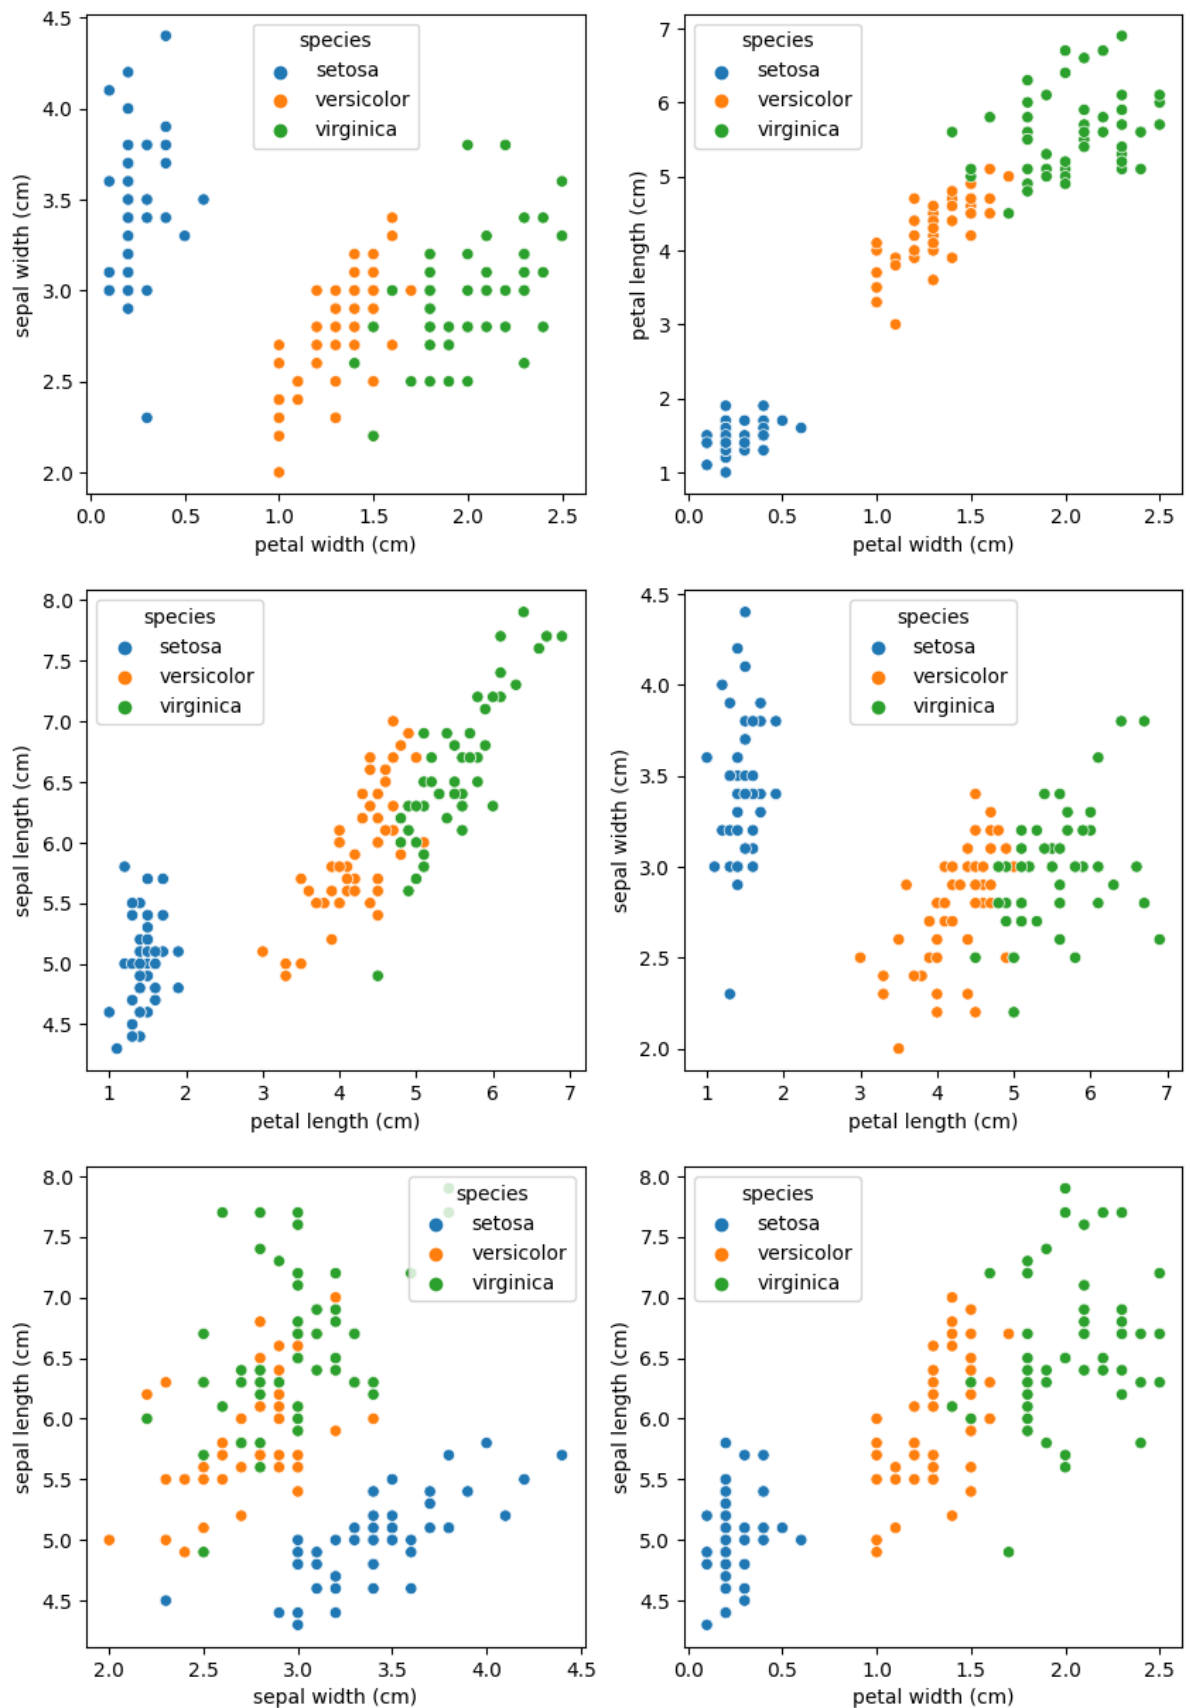 species
setosa
versicolor
virginica
4.5
4.0
3.5
3.0
2.5
2.0
sepal width (cm)
0.0 0.5 1.0 1.5 2.0 2.5
petal width (cm)
species
setosa
versicolor
virginica
7
6
5
4
3
2
1
petal length (cm)
0.0 0.5 1.0 1.5 2.0 2.5
petal width (cm)
species
setosa
versicolor
virginica
8.0
7.5
7.0
6.5
6.0
5.5
5.0
4.5
sepal length (cm)
1 2 3 4 5 6 7
petal length (cm)
species
setosa
versicolor
virginica
4.5
4.0
3.5
3.0
2.5
2.0
sepal width (cm)
1 2 3 4 5 6 7
petal length (cm)
species
setosa
versicolor
virginica
8.0
7.5
7.0
6.5
6.0
5.5
5.0
4.5
sepal length (cm)
2.0 2.5 3.0 3.5 4.0 4.5
sepal width (cm)
species
setosa
versicolor
virginica
8.0
7.5
7.0
6.5
6.0
5.5
5.0
4.5
sepal length (cm)
0.0 0.5 1.0 1.5 2.0 2.5
petal width (cm)